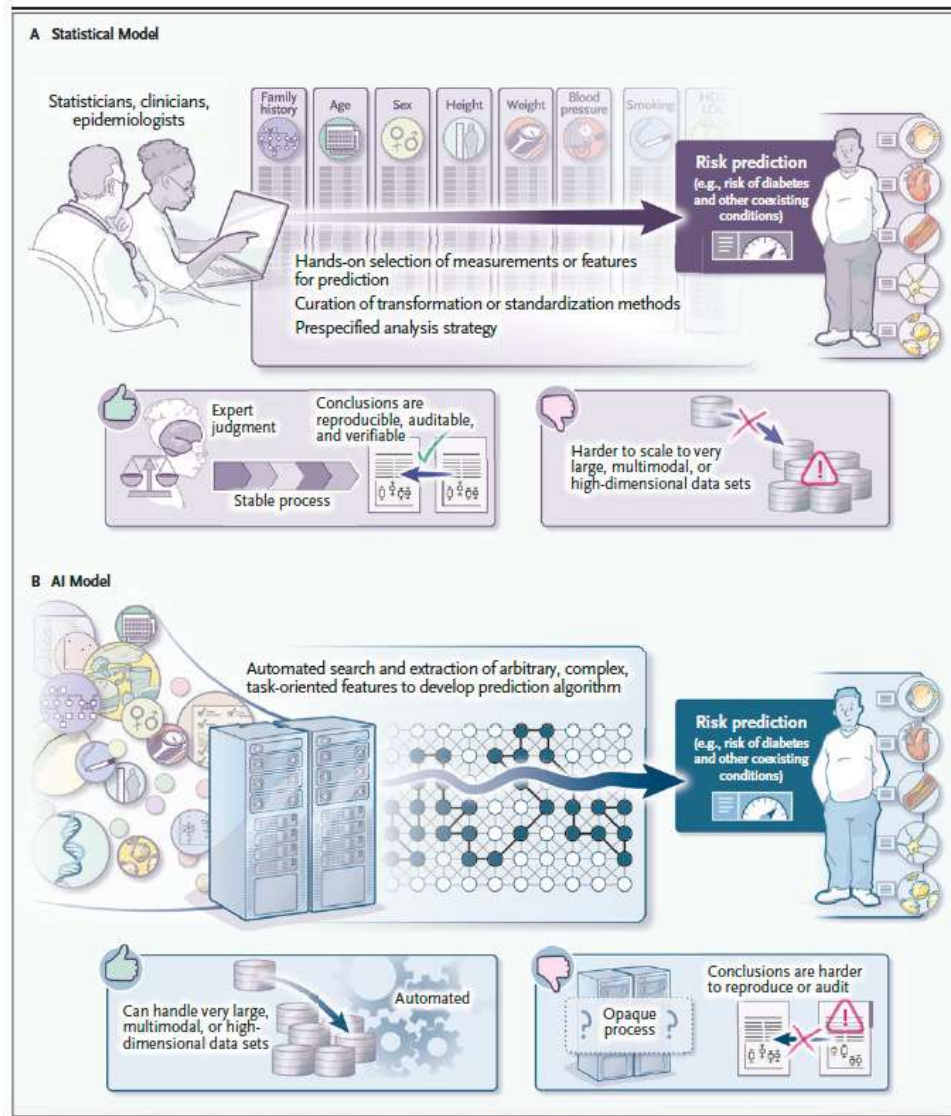 A Statistical Model
Statisticians, clinicians,
epidemiologists
Family
history
Age
Sex
Height
Weight
Blood
pressure
Smoking
HDL
LDL
Risk prediction
(e.g., risk of diabetes
and other coexisting
conditions)
Hands-on selection of measurements or features
for prediction
Curation of transformation or standardization methods
Prespecified analysis strategy
Expert
judgment
Stable process
Conclusions are
reproducible, auditable,
and verifiable
Harder to scale to very
large, multimodal, or
high-dimensional data sets
B AI Model
Automated search and extraction of arbitrary, complex,
task-oriented features to develop prediction algorithm
Risk prediction
(e.g., risk of diabetes
and other coexisting
conditions)
Can handle very large,
multimodal, or high-
dimensional data sets
Automated
? Opaque ?
process
Conclusions are harder
to reproduce or audit